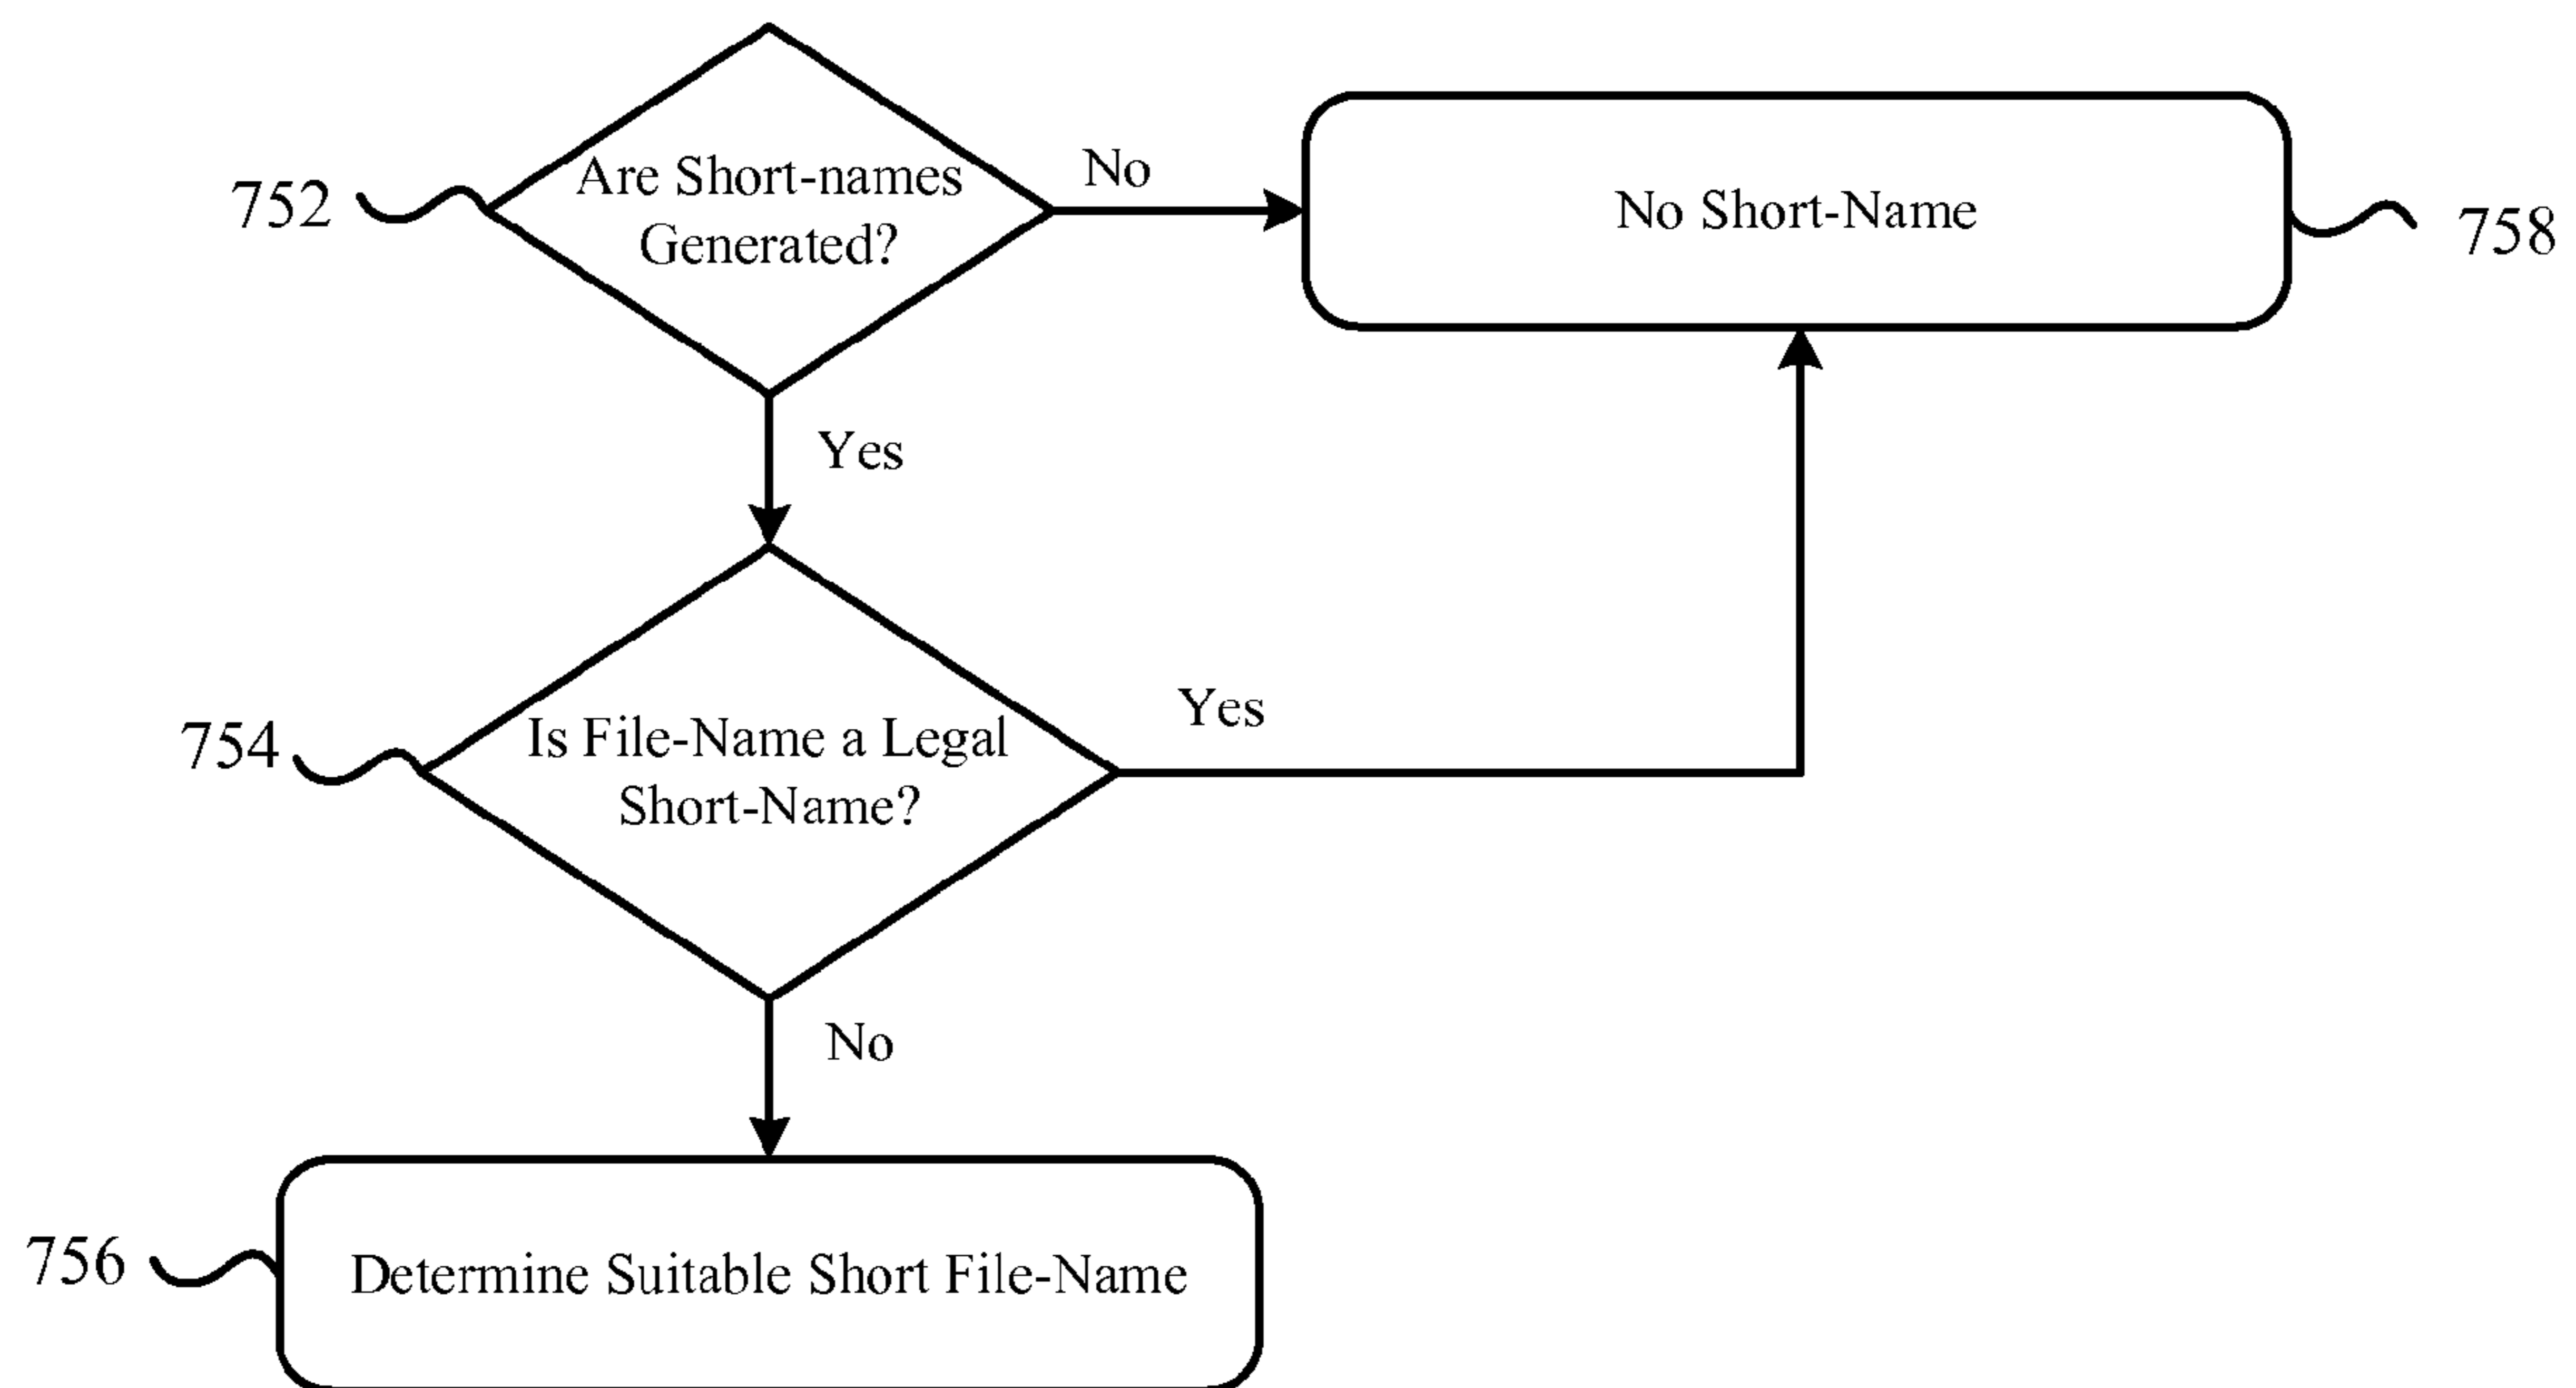 752
Are Short-names
Generated?
No
No Short-Name
758
Yes
754
Is File-Name a Legal
Short-Name?
Yes
No
756
Determine Suitable Short File-Name